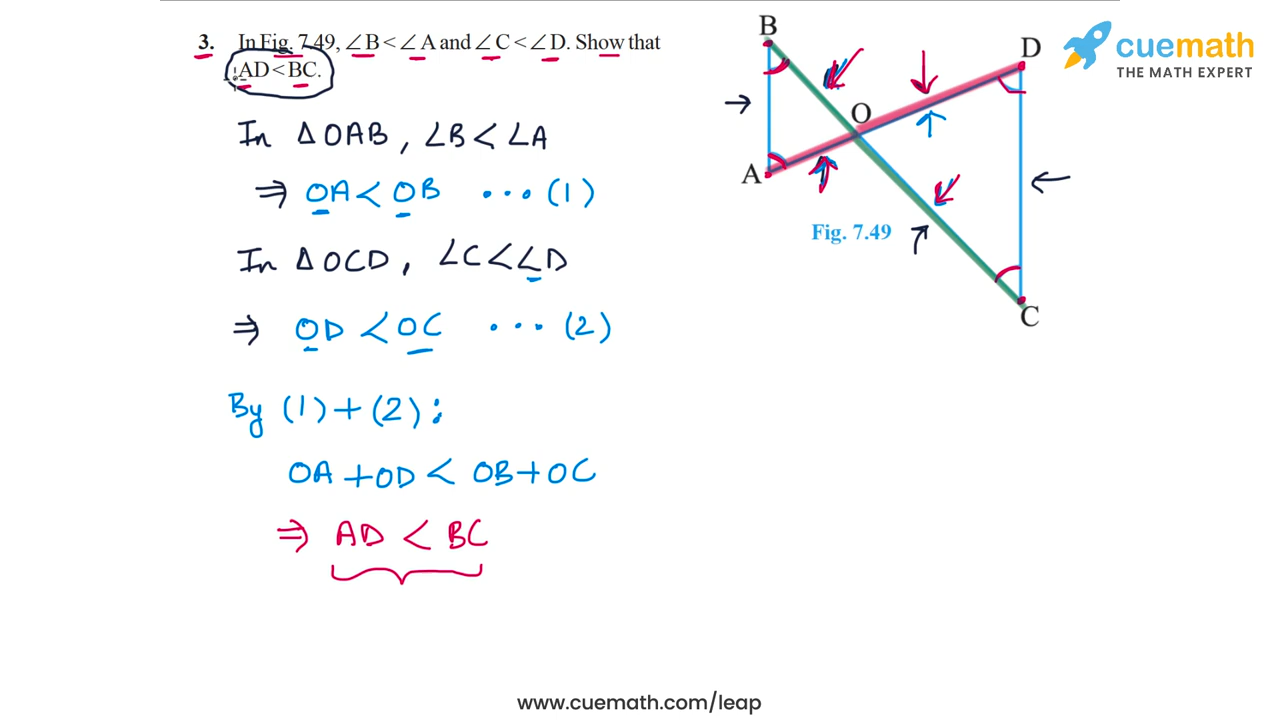 3. In Fig. 7.49, ∠B < ∠A and ∠C < ∠D. Show that
AD < BC.
In △OAB, ∠B < ∠A
⇒ OA < OB ...(1)
In △OCD, ∠C < ∠D
⇒ OD < OC ...(2)
By (1)+(2):
OA+OD < OB+OC
⇒ AD < BC
B
D
O
A
C
Fig. 7.49
cuemath
THE MATH EXPERT
www.cuemath.com/leap